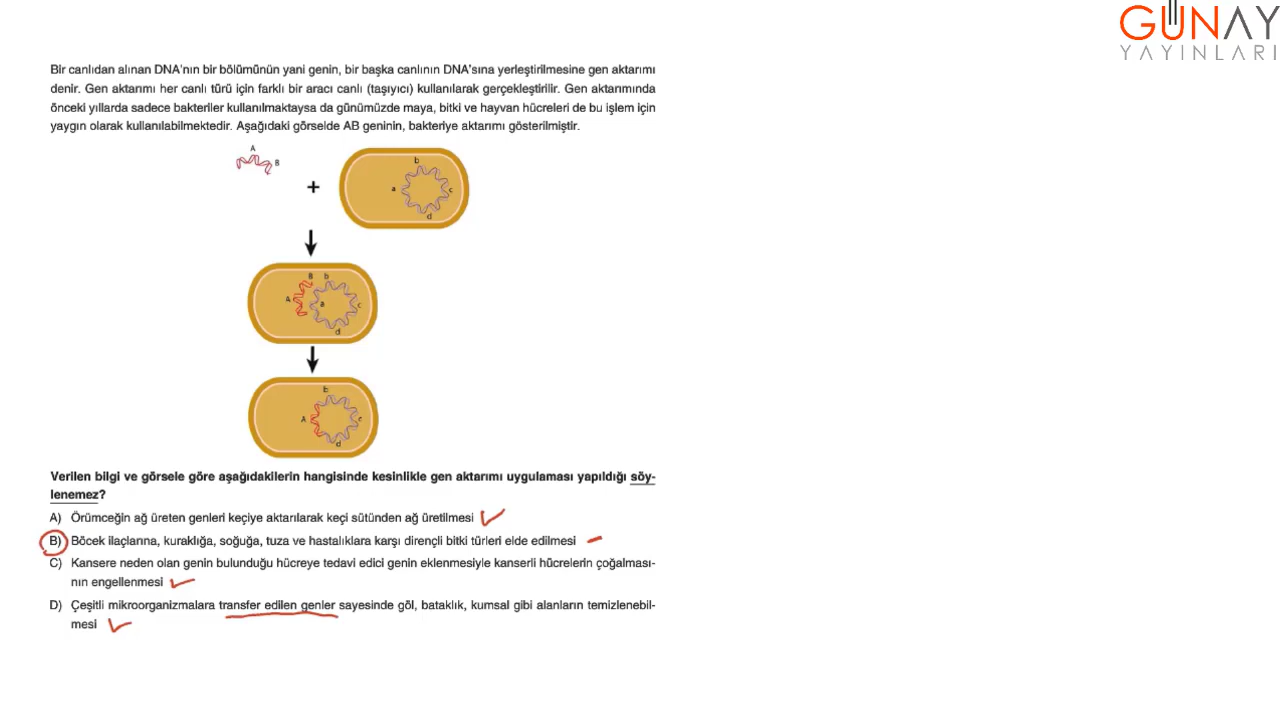 GÜNAY
YAYINLARI
Bir canlıdan alınan DNA'nın bir bölümünün yani genin, bir başka canlının DNA'sına yerleştirilmesine gen aktarımı
denir. Gen aktarımı her canlı türü için farklı bir aracı canlı (taşıyıcı) kullanılarak gerçekleştirilir. Gen aktarımında
önceki yıllarda sadece bakteriler kullanılmaktaysa da günümüzde maya, bitki ve hayvan hücreleri de bu işlem için
yaygın olarak kullanılabilmektedir. Aşağıdaki görselde AB geninin, bakteriye aktarımı gösterilmiştir.
A
B
+
b
a
c
d
B
b
A
a
c
d
b
A
c
d
Verilen bilgi ve görsele göre aşağıdakilerin hangisinde kesinlikle gen aktarımı uygulaması yapıldığı söy-
lenemez?
A) Örümceğin ağ üreten genleri keçiye aktarılarak keçi sütünden ağ üretilmesi
B) Böcek ilaçlarına, kuraklığa, soğuğa, tuza ve hastalıklara karşı dirençli bitki türleri elde edilmesi
C) Kansere neden olan genin bulunduğu hücreye tedavi edici genin eklenmesiyle kanserli hücrelerin çoğalması-
nın engellenmesi
D) Çeşitli mikroorganizmalara transfer edilen genler sayesinde göl, bataklık, kumsal gibi alanların temizlenebil-
mesi